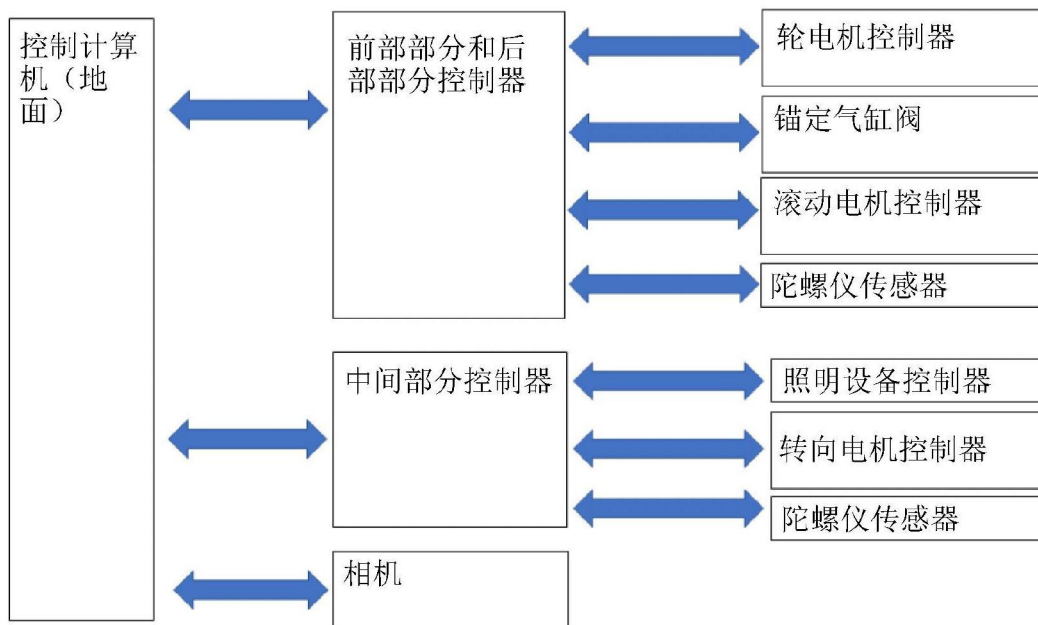 控制计算
机（地
面）
前部部分和后
部部分控制器
轮电机控制器
锚定气缸阀
滚动电机控制器
陀螺仪传感器
中间部分控制器
照明设备控制器
转向电机控制器
陀螺仪传感器
相机